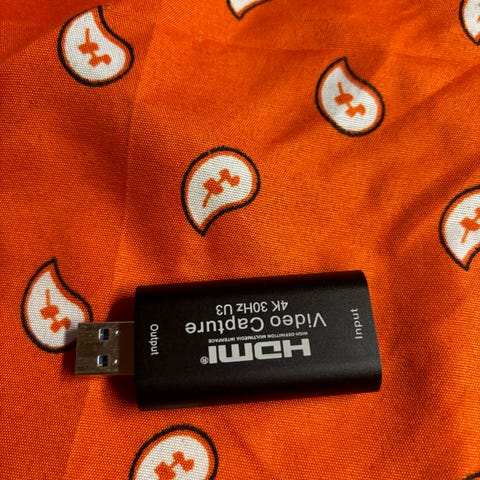 HDMI®
HIGH-DEFINITION MULTIMEDIA INTERFACE
Video Capture
4K 30Hz U3
Output
Input